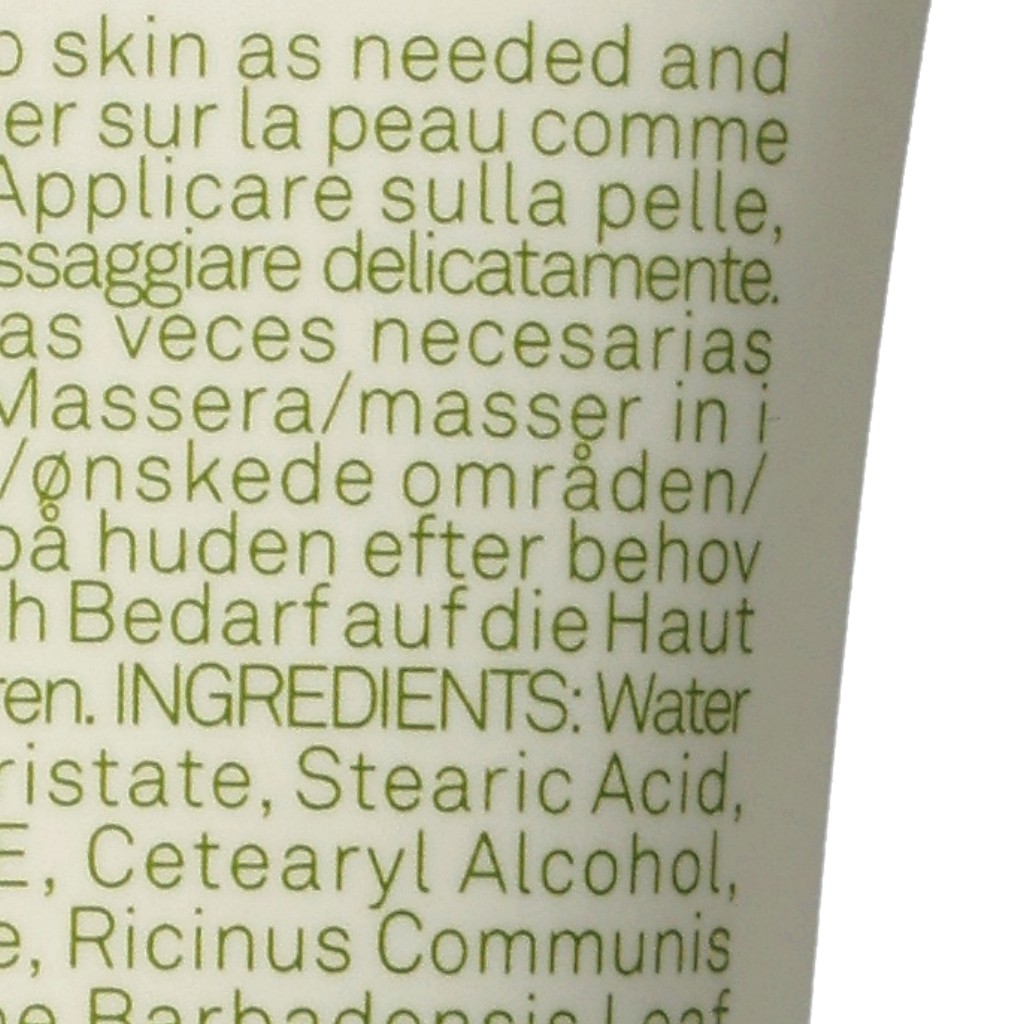 skin as needed and
er sur la peau comme
Applicare sulla pelle,
ssaggiare delicatamente.
as veces necesarias
Massera/masser in i
/ønskede områden/
på huden efter behov
h Bedarf auf die Haut
ren. INGREDIENTS: Water
ristate, Stearic Acid,
E, Cetearyl Alcohol,
e, Ricinus Communis
Barbadensis Leaf